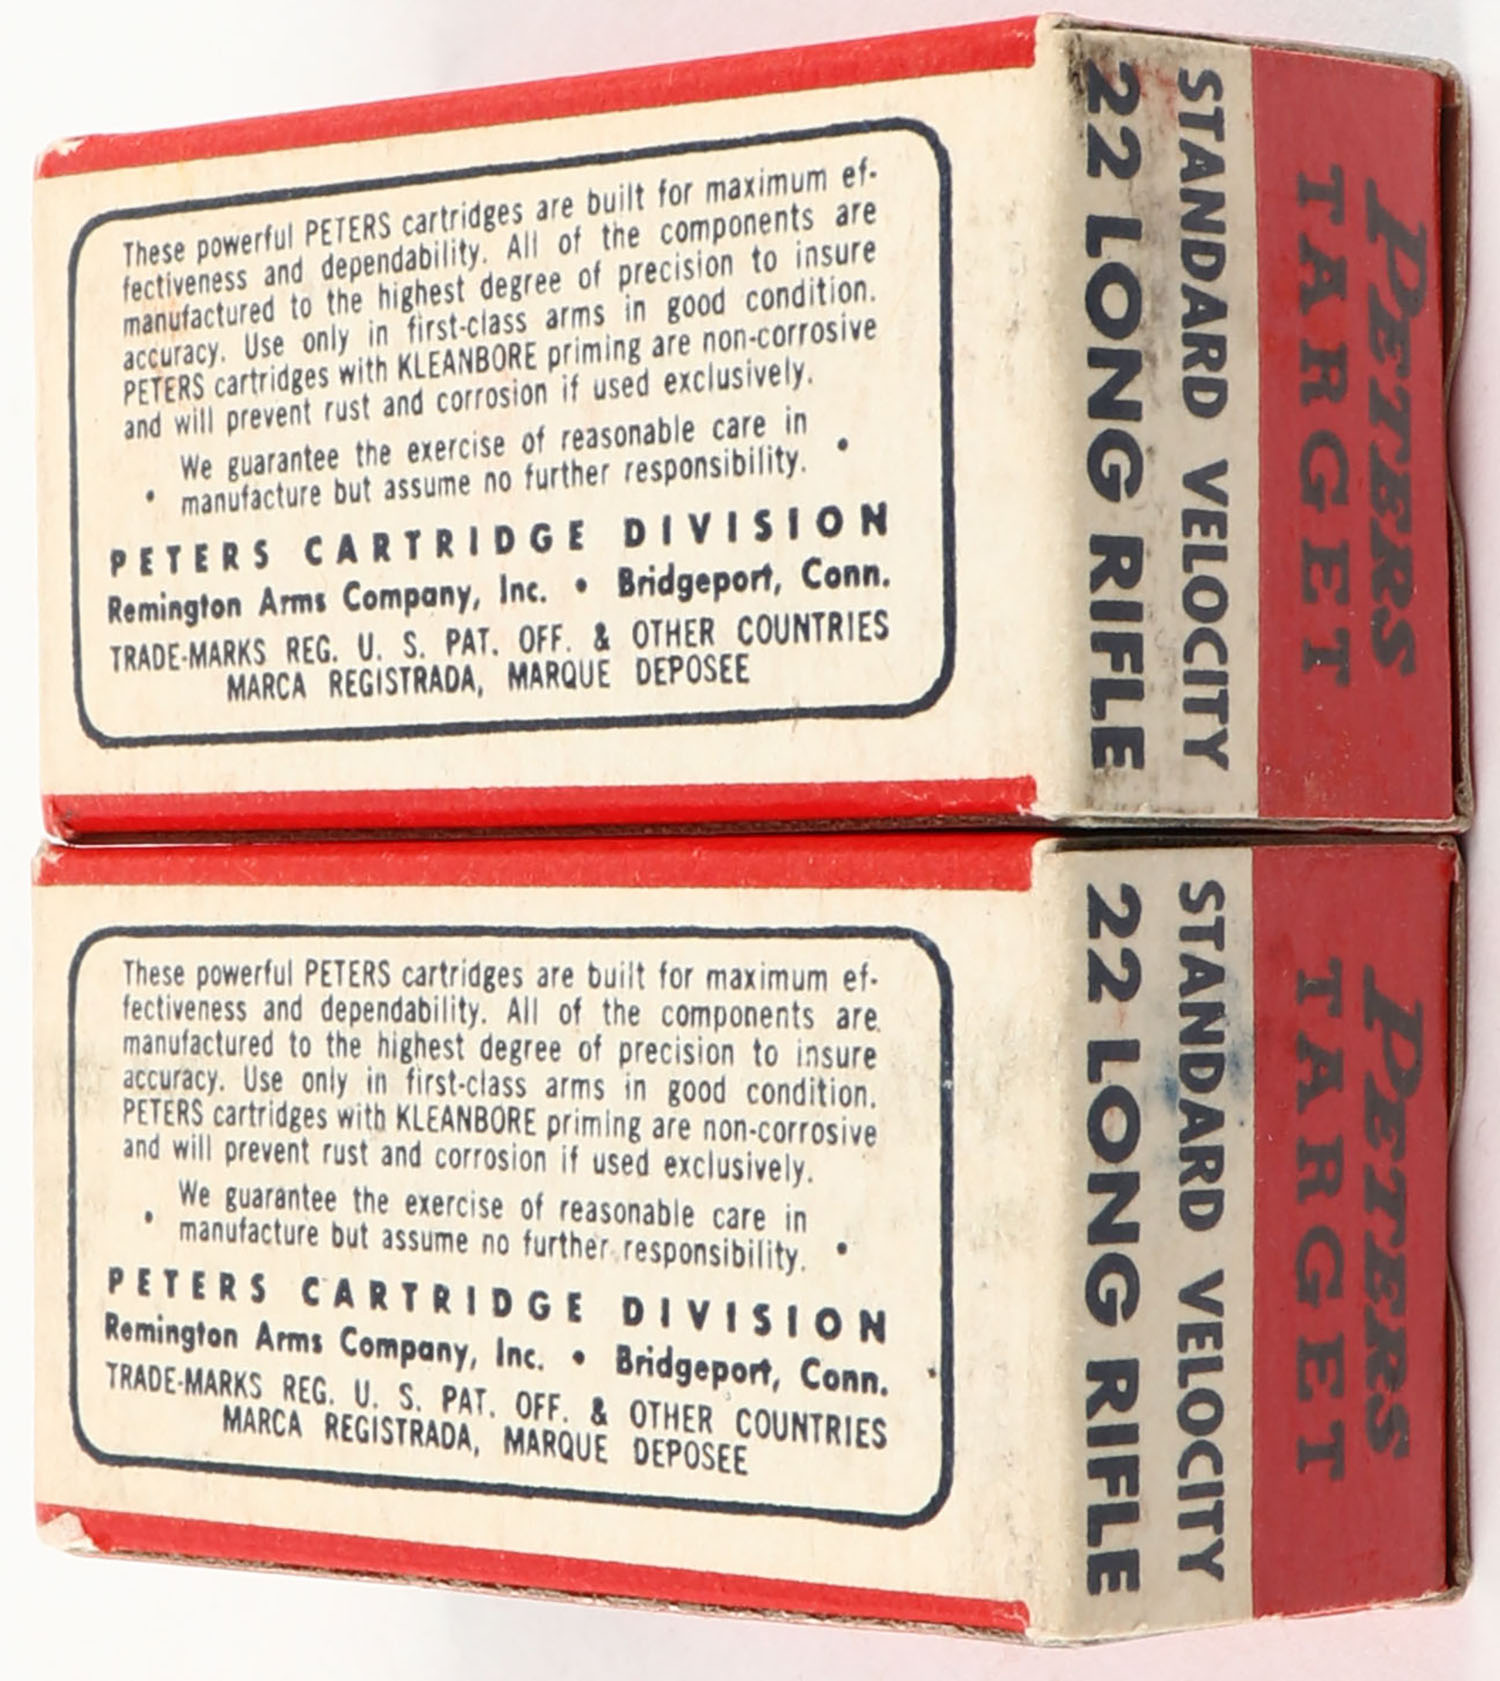 These powerful PETERS cartridges are built for maximum ef-
fectiveness and dependability. All of the components are
manufactured to the highest degree of precision to insure
accuracy. Use only in first-class arms in good condition.
PETERS cartridges with KLEANBORE priming are non-corrosive
and will prevent rust and corrosion if used exclusively.
We guarantee the exercise of reasonable care in
• manufacture but assume no further responsibility. •
PETERS CARTRIDGE DIVISION
Remington Arms Company, Inc. • Bridgeport, Conn.
TRADE-MARKS REG. U. S. PAT. OFF. & OTHER COUNTRIES
MARCA REGISTRADA, MARQUE DEPOSEE
PETERS
TARGET
STANDARD VELOCITY
22 LONG RIFLE
These powerful PETERS cartridges are built for maximum ef-
fectiveness and dependability. All of the components are
manufactured to the highest degree of precision to insure
accuracy. Use only in first-class arms in good condition.
PETERS cartridges with KLEANBORE priming are non-corrosive
and will prevent rust and corrosion if used exclusively.
We guarantee the exercise of reasonable care in
• manufacture but assume no further responsibility. •
PETERS CARTRIDGE DIVISION
Remington Arms Company, Inc. • Bridgeport, Conn.
TRADE-MARKS REG. U. S. PAT. OFF. & OTHER COUNTRIES
MARCA REGISTRADA, MARQUE DEPOSEE
PETERS
TARGET
STANDARD VELOCITY
22 LONG RIFLE